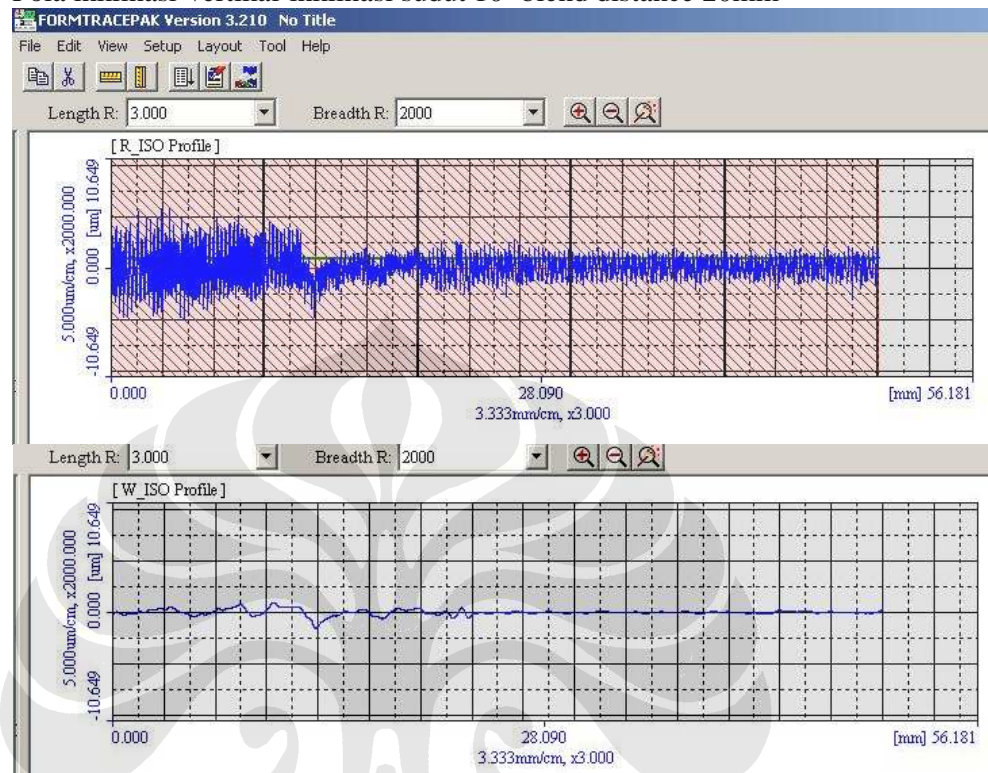 FORMTRACEPAK Version 3.210 No Title
File Edit View Setup Layout Tool Help
Length R: 3.000 Breadth R: 2000
[ R_ISO Profile ]
5.000um/cm, x2000.000
-10.649 0.000 [um] 10.649
0.000 28.090 [mm] 56.181
3.333mm/cm, x3.000
Length R: 3.000 Breadth R: 2000
[ W_ISO Profile ]
5.000um/cm, x2000.000
-10.649 0.000 [um] 10.649
0.000 28.090 [mm] 56.181
3.333mm/cm, x3.000